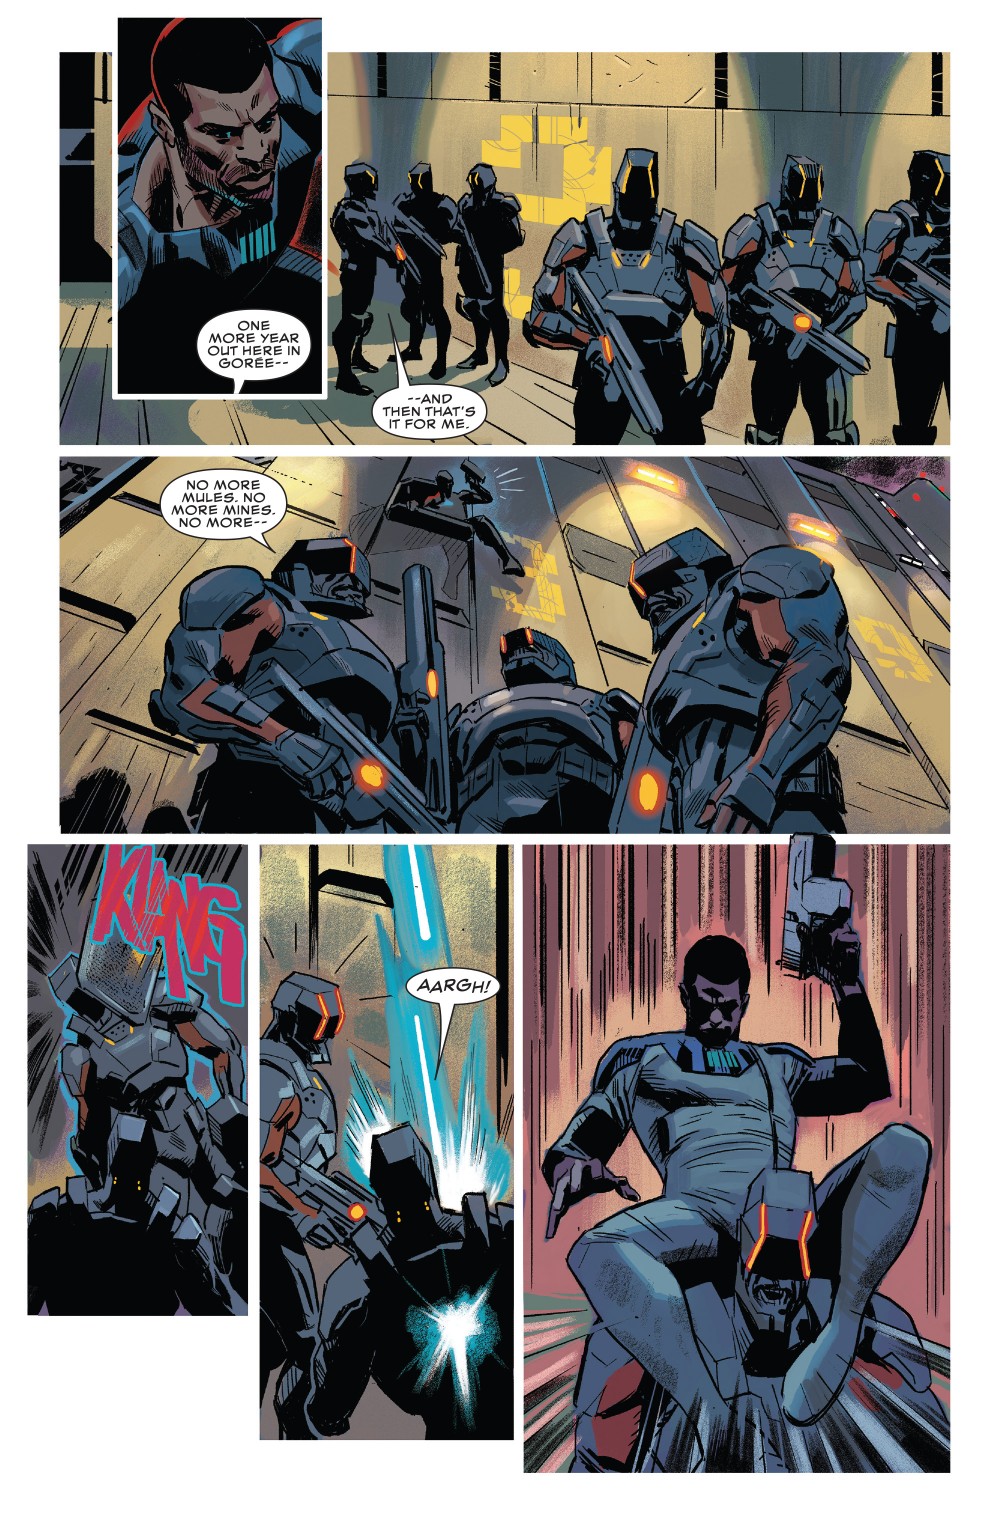 ONE
MORE YEAR
OUT HERE IN
GORÉE--
--AND
THEN THAT'S
IT FOR ME.
NO MORE
MULES. NO
MORE MINES.
NO MORE--
KLANG
AARGH!